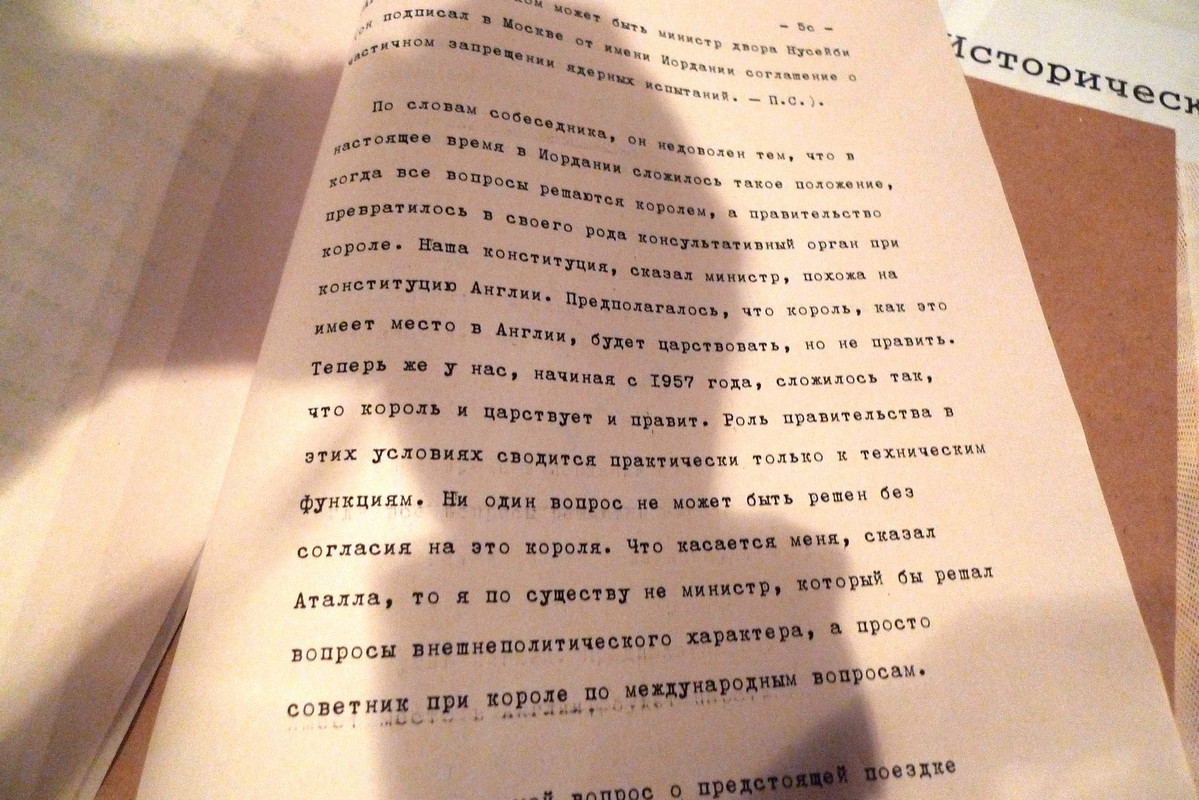 - 5с -
может быть министр двора Нусейби
он подписал в Москве от имени Иордании соглашение о
частичном запрещении ядерных испытаний. — П.С.).
По словам собеседника, он недоволен тем, что в
настоящее время в Иордании сложилось такое положение,
когда все вопросы решаются королем, а правительство
превратилось в своего рода консультативный орган при
короле. Наша конституция, сказал министр, похожа на
конституцию Англии. Предполагалось, что король, как это
имеет место в Англии, будет царствовать, но не править.
Теперь же у нас, начиная с 1957 года, сложилось так,
что король и царствует и правит. Роль правительства в
этих условиях сводится практически только к техническим
функциям. Ни один вопрос не может быть решен без
согласия на это короля. Что касается меня, сказал
Аталла, то я по существу не министр, который бы решал
вопросы внешнеполитического характера, а просто
советник при короле по международным вопросам.
вопрос о предстоящей поездке
Историческ